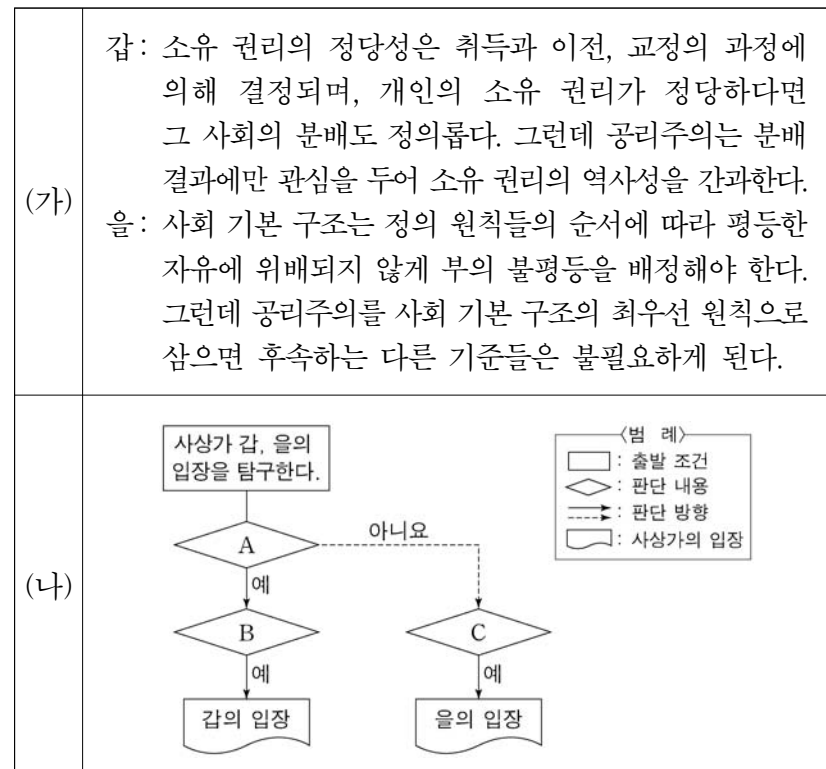 (가)
갑: 소유 권리의 정당성은 취득과 이전, 교정의 과정에
의해 결정되며, 개인의 소유 권리가 정당하다면
그 사회의 분배도 정의롭다. 그런데 공리주의는 분배
결과에만 관심을 두어 소유 권리의 역사성을 간과한다.
을: 사회 기본 구조는 정의 원칙들의 순서에 따라 평등한
자유에 위배되지 않게 부의 불평등을 배정해야 한다.
그런데 공리주의를 사회 기본 구조의 최우선 원칙으로
삼으면 후속하는 다른 기준들은 불필요하게 된다.
(나)
사상가 갑, 을의
입장을 탐구한다.
A
아니요
예
B
C
예
예
갑의 입장
을의 입장
<범 례>
: 출발 조건
: 판단 내용
: 판단 방향
: 사상가의 입장